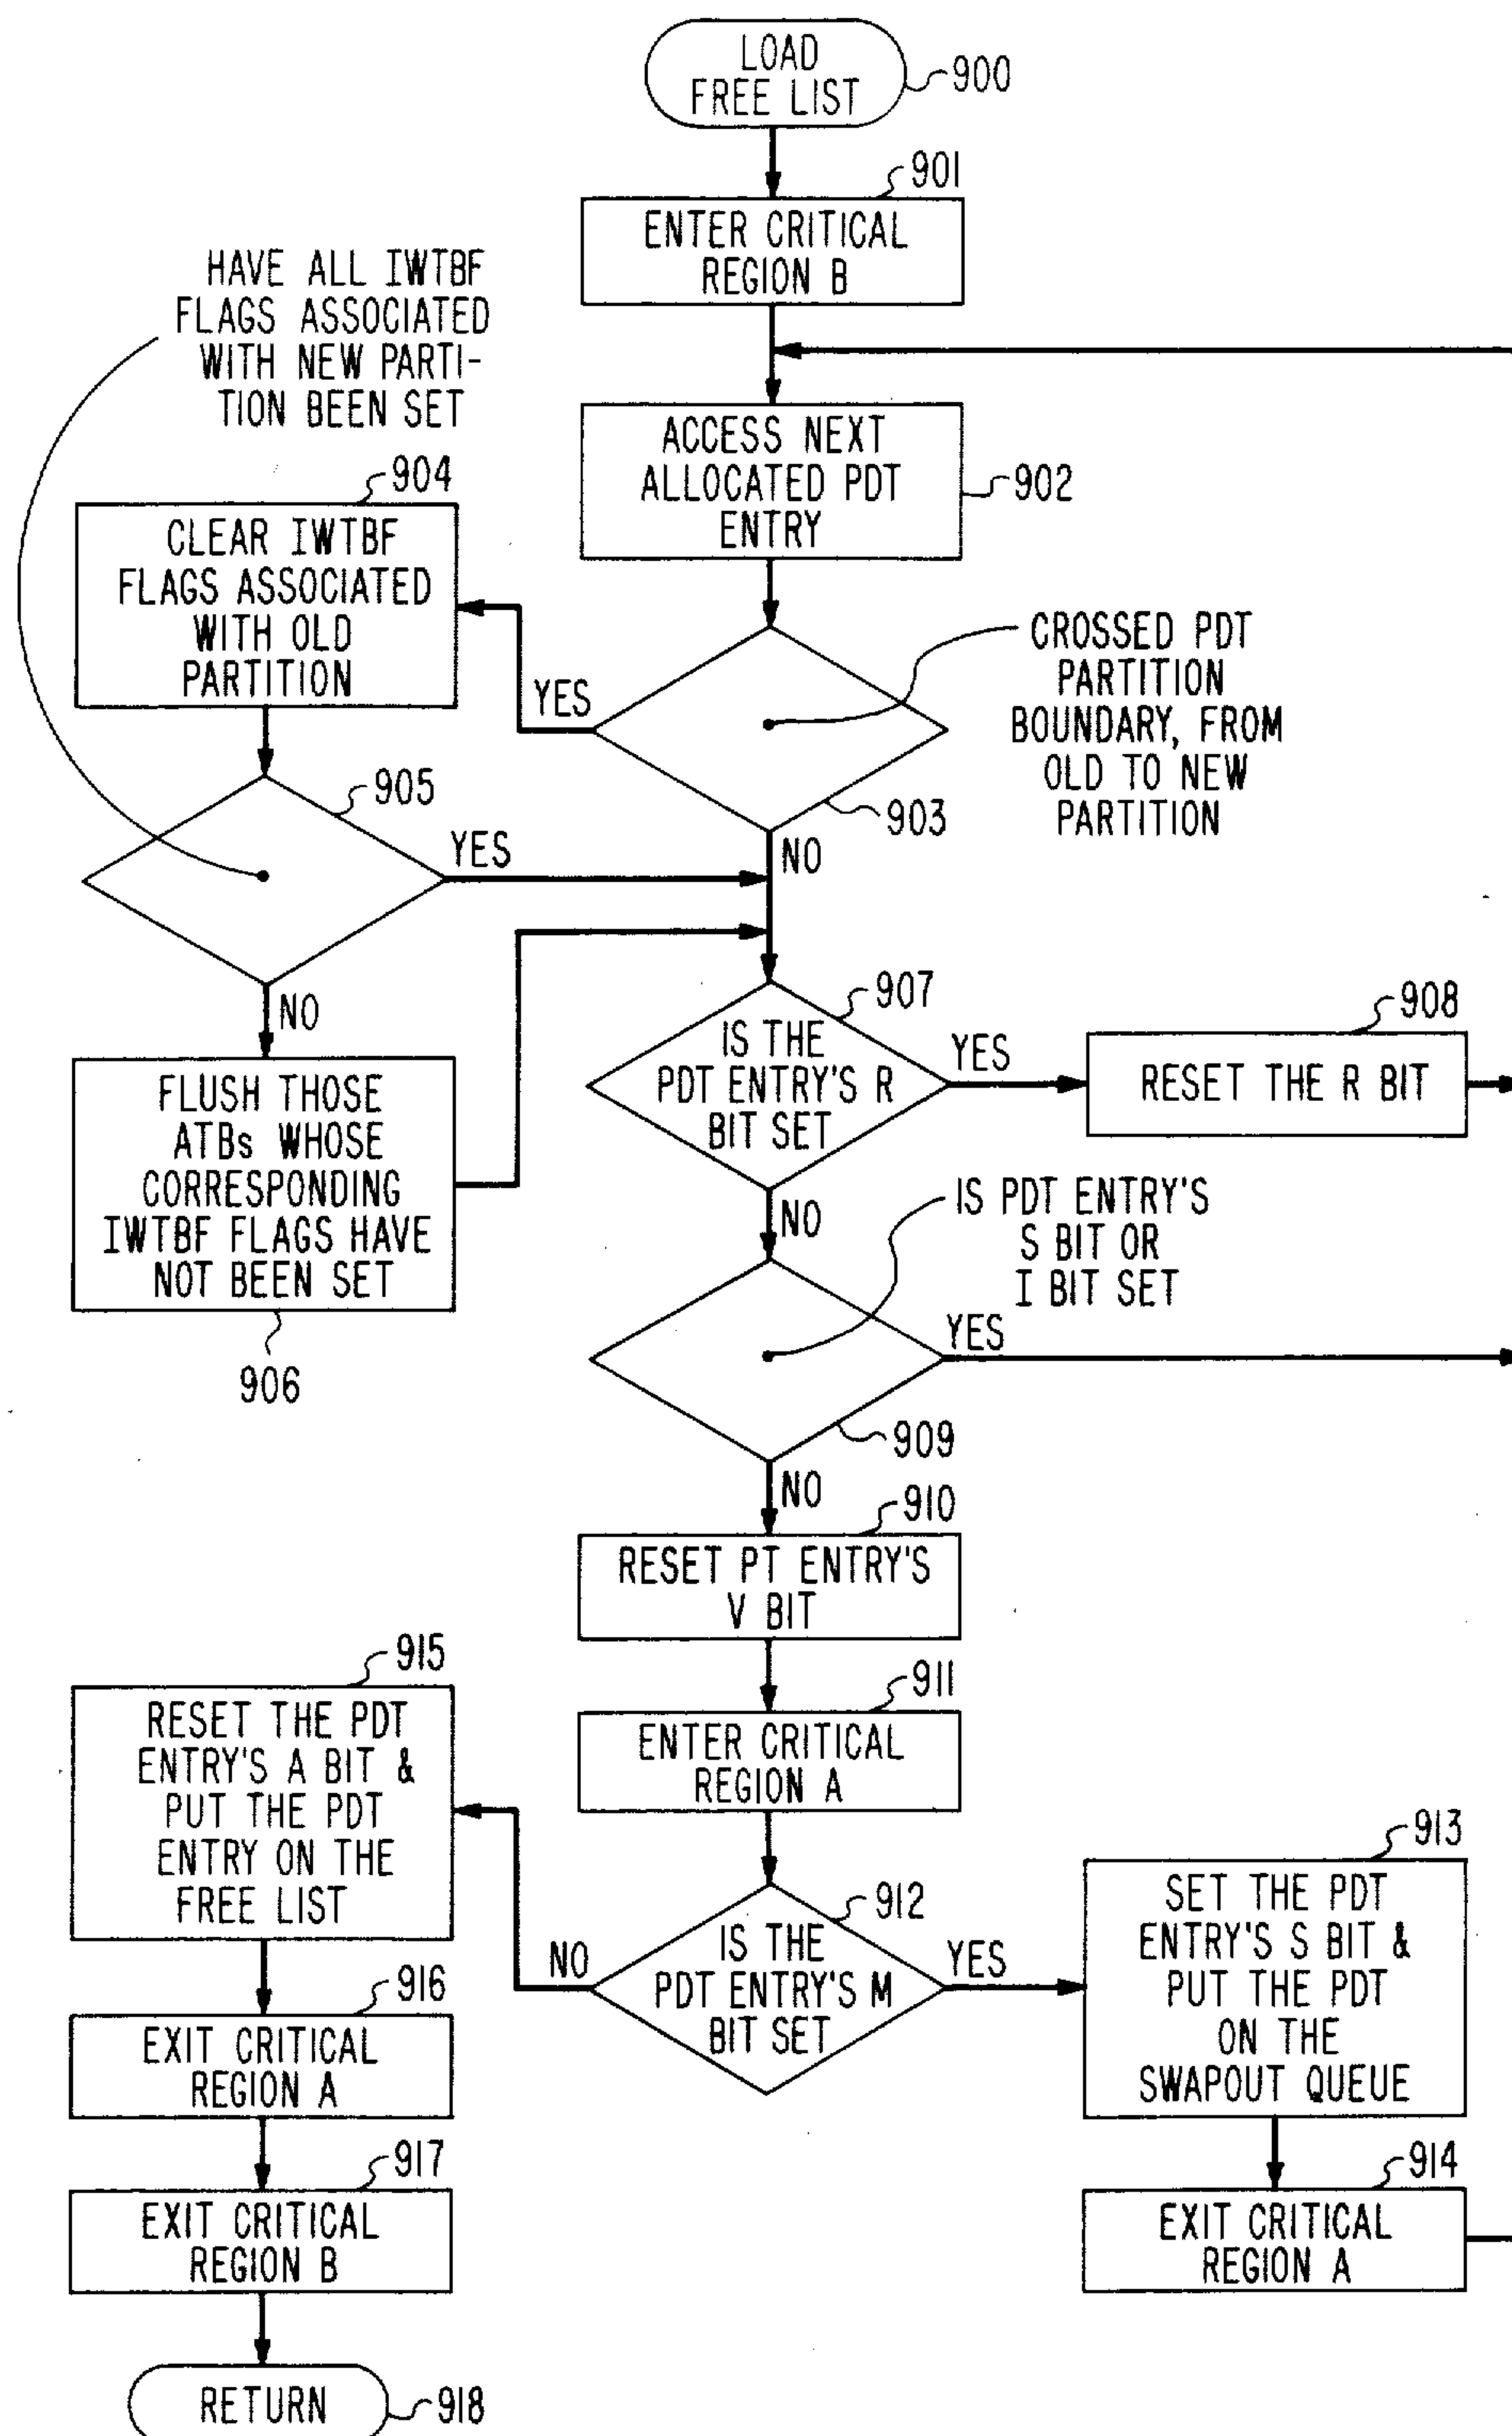 LOAD
FREE LIST
900
901
ENTER CRITICAL
REGION B
HAVE ALL IWTBF
FLAGS ASSOCIATED
WITH NEW PARTI-
TION BEEN SET
ACCESS NEXT
ALLOCATED PDT
ENTRY
902
904
CLEAR IWTBF
FLAGS ASSOCIATED
WITH OLD
PARTITION
YES
CROSSED PDT
PARTITION
BOUNDARY, FROM
OLD TO NEW
PARTITION
903
NO
905
YES
NO
FLUSH THOSE
ATBs WHOSE
CORRESPONDING
IWTBF FLAGS HAVE
NOT BEEN SET
906
907
IS THE
PDT ENTRY'S R
BIT SET
YES
908
RESET THE R BIT
NO
IS PDT ENTRY'S
S BIT OR
I BIT SET
YES
909
NO
910
RESET PT ENTRY'S
V BIT
911
ENTER CRITICAL
REGION A
912
IS THE
PDT ENTRY'S M
BIT SET
NO
YES
915
RESET THE PDT
ENTRY'S A BIT &
PUT THE PDT
ENTRY ON THE
FREE LIST
913
SET THE PDT
ENTRY'S S BIT &
PUT THE PDT
ON THE
SWAPOUT QUEUE
916
EXIT CRITICAL
REGION A
914
EXIT CRITICAL
REGION A
917
EXIT CRITICAL
REGION B
RETURN
918